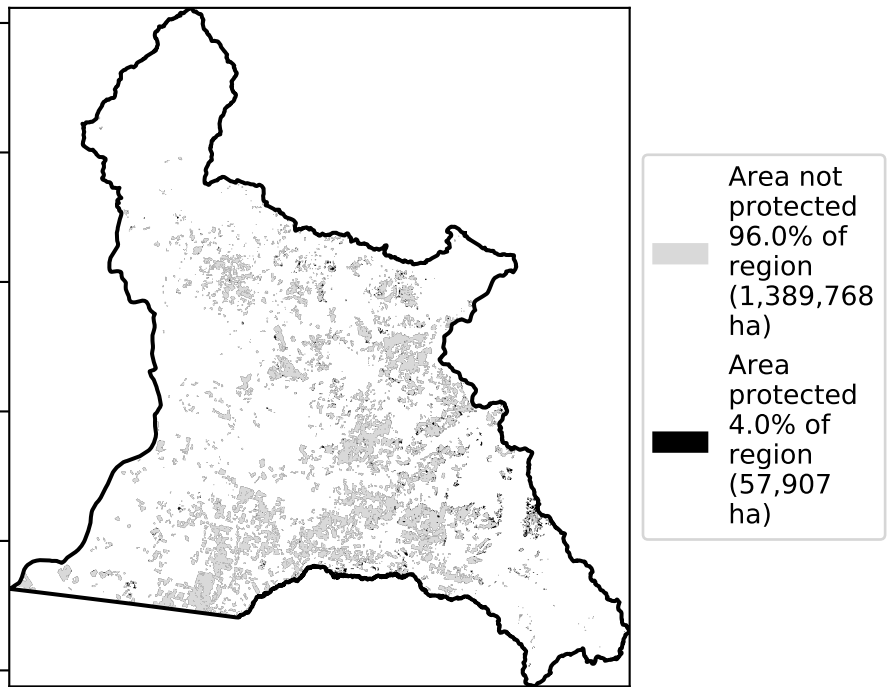 Area not
protected
96.0% of
region
(1,389,768
ha)
Area
protected
4.0% of
region
(57,907
ha)